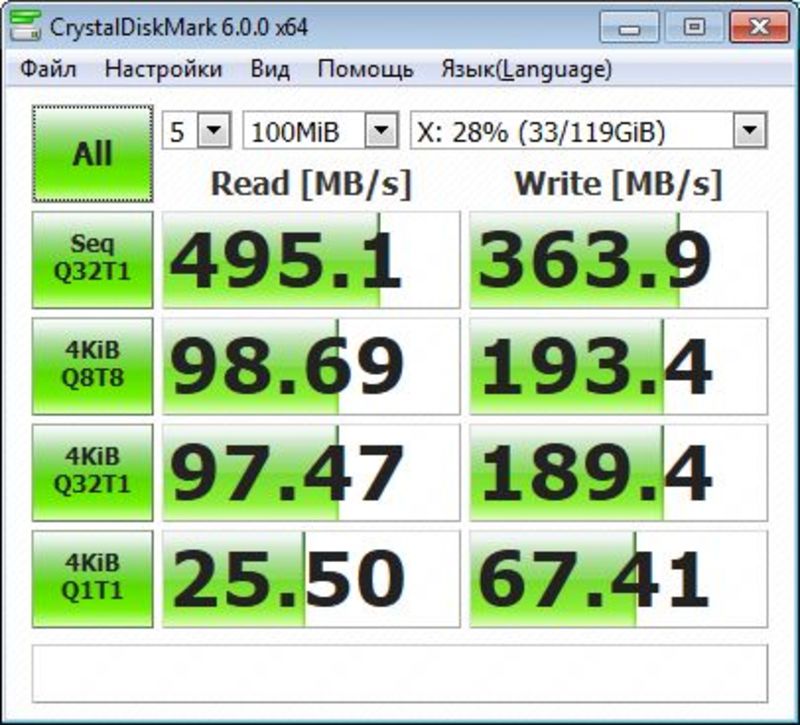 CrystalDiskMark 6.0.0 x64
Файл Настройки Вид Помощь Язык(Language)
All 5 100MiB X: 28% (33/119GiB)
Read [MB/s] Write [MB/s]
Seq
Q32T1 495.1 363.9
4KiB
Q8T8 98.69 193.4
4KiB
Q32T1 97.47 189.4
4KiB
Q1T1 25.50 67.41